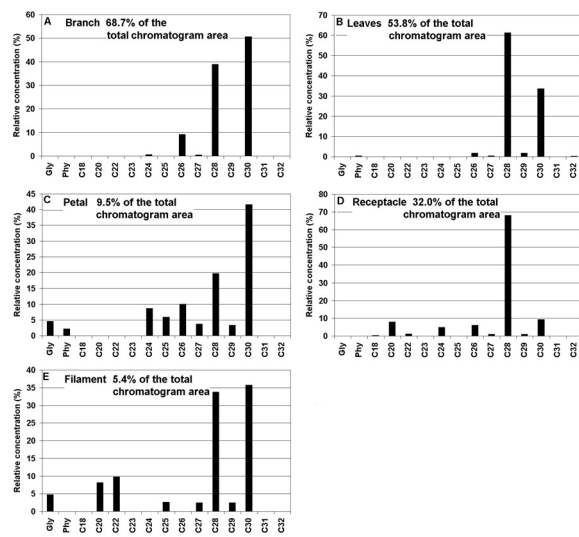 A Branch 68.7% of the
total chromatogram area
Relative concentration (%)
60
50
40
30
20
10
0
Gly Phy C18 C20 C22 C23 C24 C25 C26 C27 C28 C29 C30 C31 C32
B Leaves 53.8% of the total
chromatogram area
Relative concentration (%)
70
60
50
40
30
20
10
0
Gly Phy C18 C20 C22 C23 C24 C25 C26 C27 C28 C29 C30 C31 C32
C Petal 9.5% of the total
chromatogram area
Relative concentration (%)
45
40
35
30
25
20
15
10
5
0
Gly Phy C18 C20 C22 C23 C24 C25 C26 C27 C28 C29 C30 C31 C32
D Receptacle 32.0% of the total
chromatogram area
Relative concentration (%)
80
70
60
50
40
30
20
10
0
Gly Phy C18 C20 C22 C23 C24 C25 C26 C27 C28 C29 C30 C31 C32
E Filament 5.4% of the total
chromatogram area
Relative concentration (%)
40
35
30
25
20
15
10
5
0
Gly Phy C18 C20 C22 C23 C24 C25 C26 C27 C28 C29 C30 C31 C32